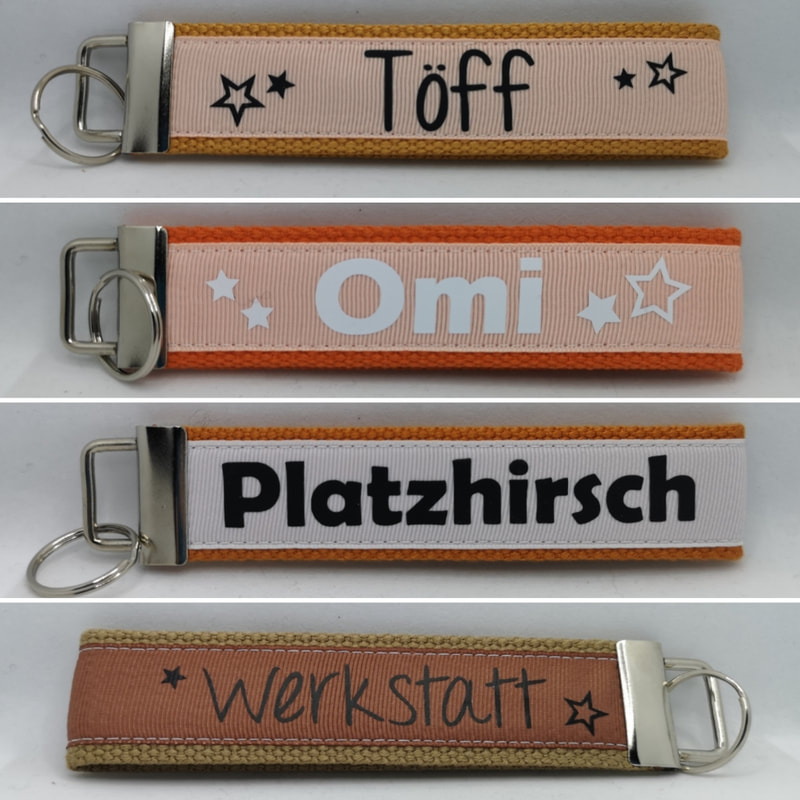 Töff
Omi
Platzhirsch
Werkstatt